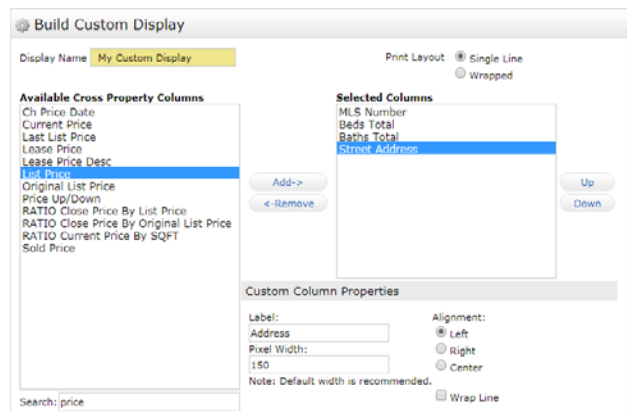 Build Custom Display
Display Name My Custom Display
Print Layout Single Line
Wrapped
Available Cross Property Columns
Ch Price Date
Current Price
Last List Price
Lease Price
Lease Price Desc
List Price
Original List Price
Price Up/Down
RATIO Close Price By List Price
RATIO Close Price By Original List Price
RATIO Current Price By SQFT
Sold Price
Search: price
Add->
<-Remove
Selected Columns
MLS Number
Beds Total
Baths Total
Street Address
Up
Down
Custom Column Properties
Label:
Address
Pixel Width:
150
Note: Default width is recommended.
Alignment:
Left
Right
Center
Wrap Line